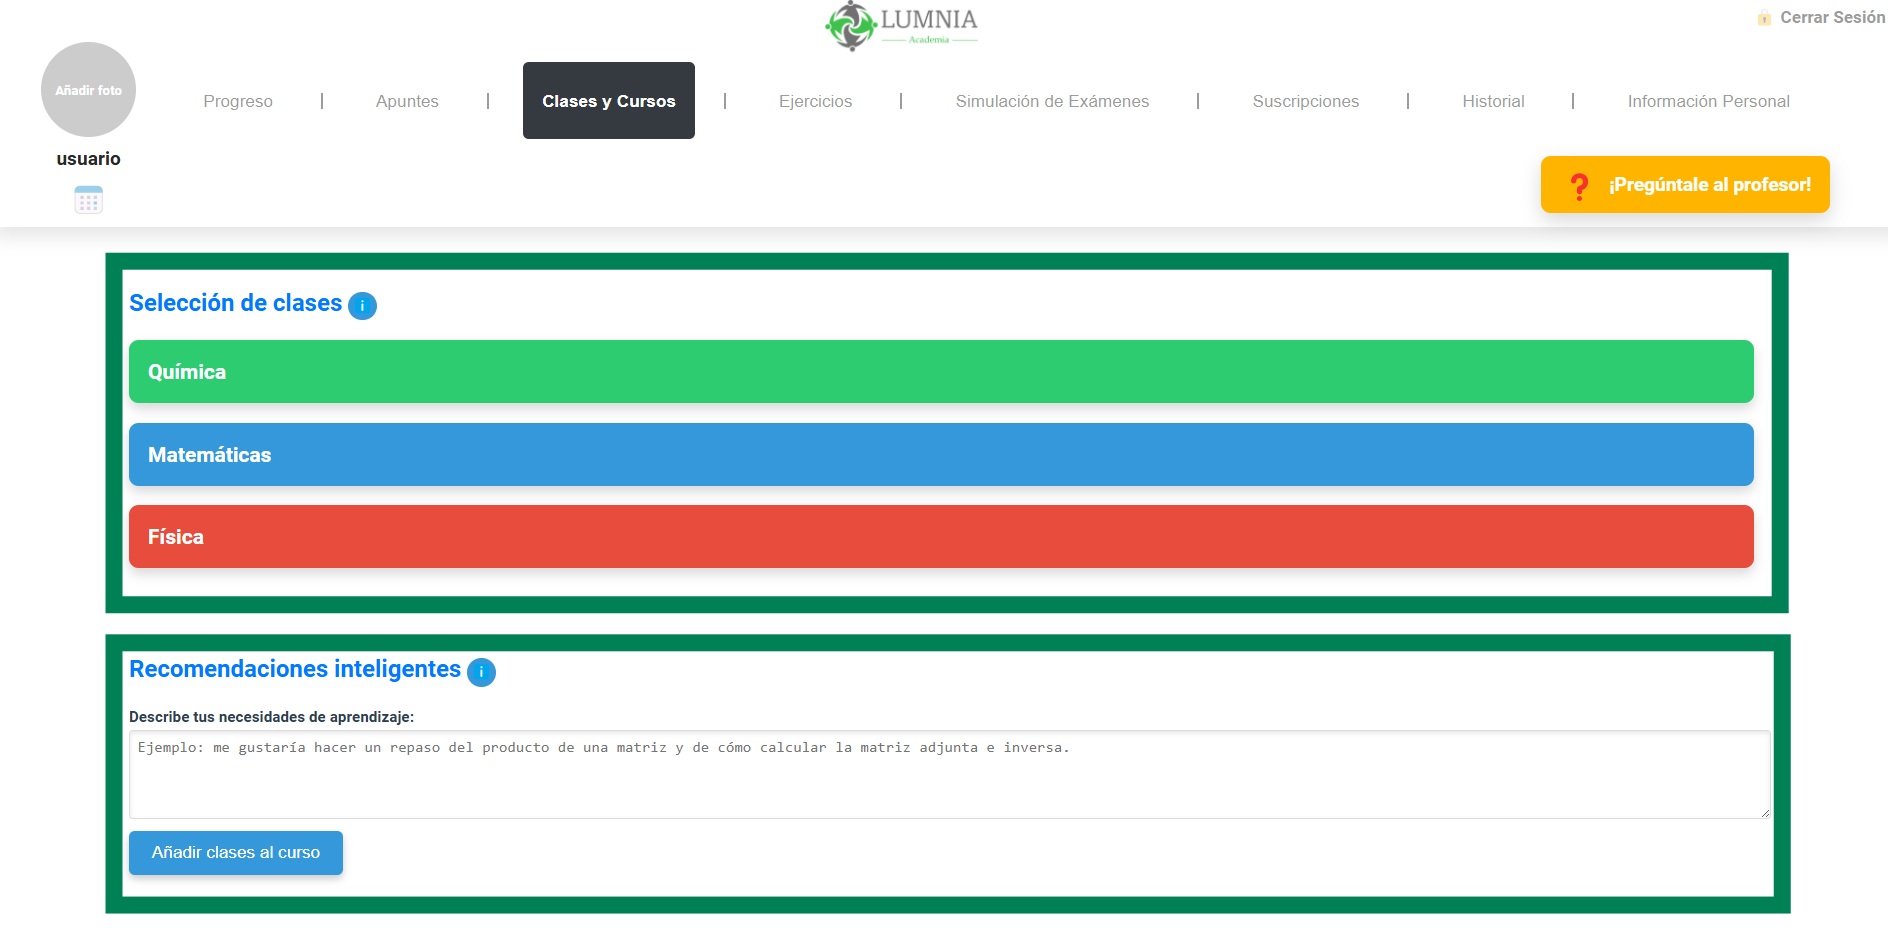 LUMNIA
Academia
Cerrar Sesión
Añadir foto
usuario
Progreso | Apuntes | Clases y Cursos | Ejercicios | Simulación de Exámenes | Suscripciones | Historial | Información Personal
¡Pregúntale al profesor!
Selección de clases i
Química
Matemáticas
Física
Recomendaciones inteligentes i
Describe tus necesidades de aprendizaje:
Ejemplo: me gustaría hacer un repaso del producto de una matriz y de cómo calcular la matriz adjunta e inversa.
Añadir clases al curso